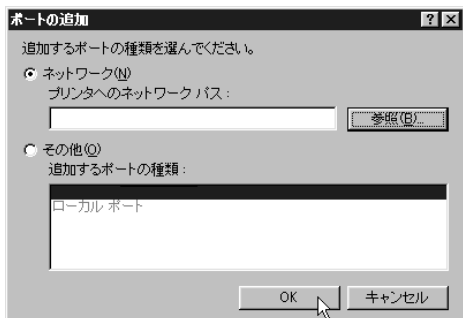 ポートの追加
追加するポートの種類を選んでください。
ネットワーク(N)
プリンタへのネットワーク パス:
参照(B)...
その他(O)
追加するポートの種類:
ローカル ポート
OK キャンセル